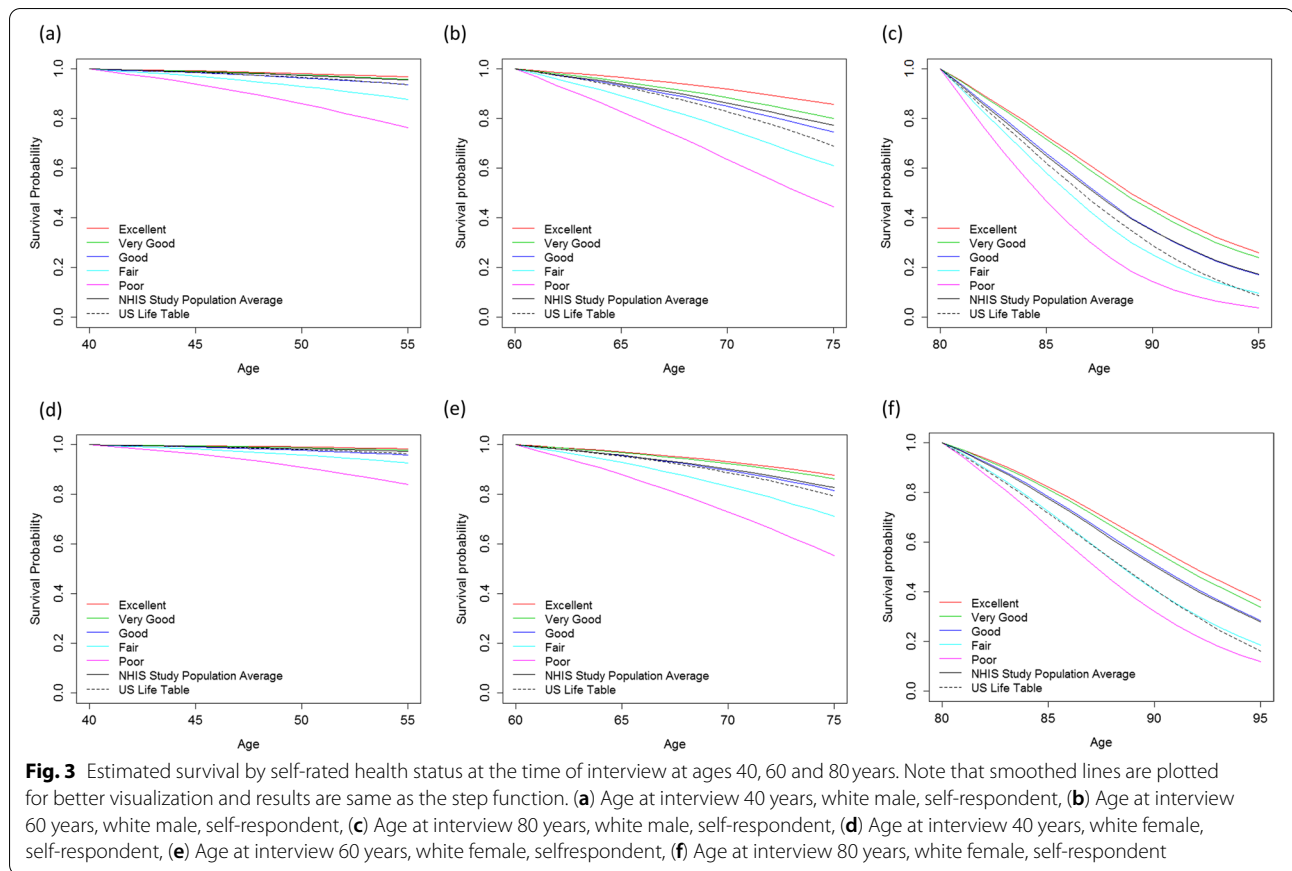 (a)
1.0
0.8
0.6
0.4
0.2
0.0
Survival Probability
Excellent
Very Good
Good
Fair
Poor
NHIS Study Population Average
US Life Table
40 45 50 55
Age
(b)
1.0
0.8
0.6
0.4
0.2
0.0
Survival probability
Excellent
Very Good
Good
Fair
Poor
NHIS Study Population Average
US Life Table
60 65 70 75
Age
(c)
1.0
0.8
0.6
0.4
0.2
0.0
Survival probability
Excellent
Very Good
Good
Fair
Poor
NHIS Study Population Average
US Life Table
80 85 90 95
Age
(d)
1.0
0.8
0.6
0.4
0.2
0.0
Survival Probability
Excellent
Very Good
Good
Fair
Poor
NHIS Study Population Average
US Life Table
40 45 50 55
Age
(e)
1.0
0.8
0.6
0.4
0.2
0.0
Survival probability
Excellent
Very Good
Good
Fair
Poor
NHIS Study Population Average
US Life Table
60 65 70 75
Age
(f)
1.0
0.8
0.6
0.4
0.2
0.0
Survival probability
Excellent
Very Good
Good
Fair
Poor
NHIS Study Population Average
US Life Table
80 85 90 95
Age
Fig. 3 Estimated survival by self-rated health status at the time of interview at ages 40, 60 and 80 years. Note that smoothed lines are plotted
for better visualization and results are same as the step function. (a) Age at interview 40 years, white male, self-respondent, (b) Age at interview
60 years, white male, self-respondent, (c) Age at interview 80 years, white male, self-respondent, (d) Age at interview 40 years, white female,
self-respondent, (e) Age at interview 60 years, white female, selfrespondent, (f) Age at interview 80 years, white female, self-respondent